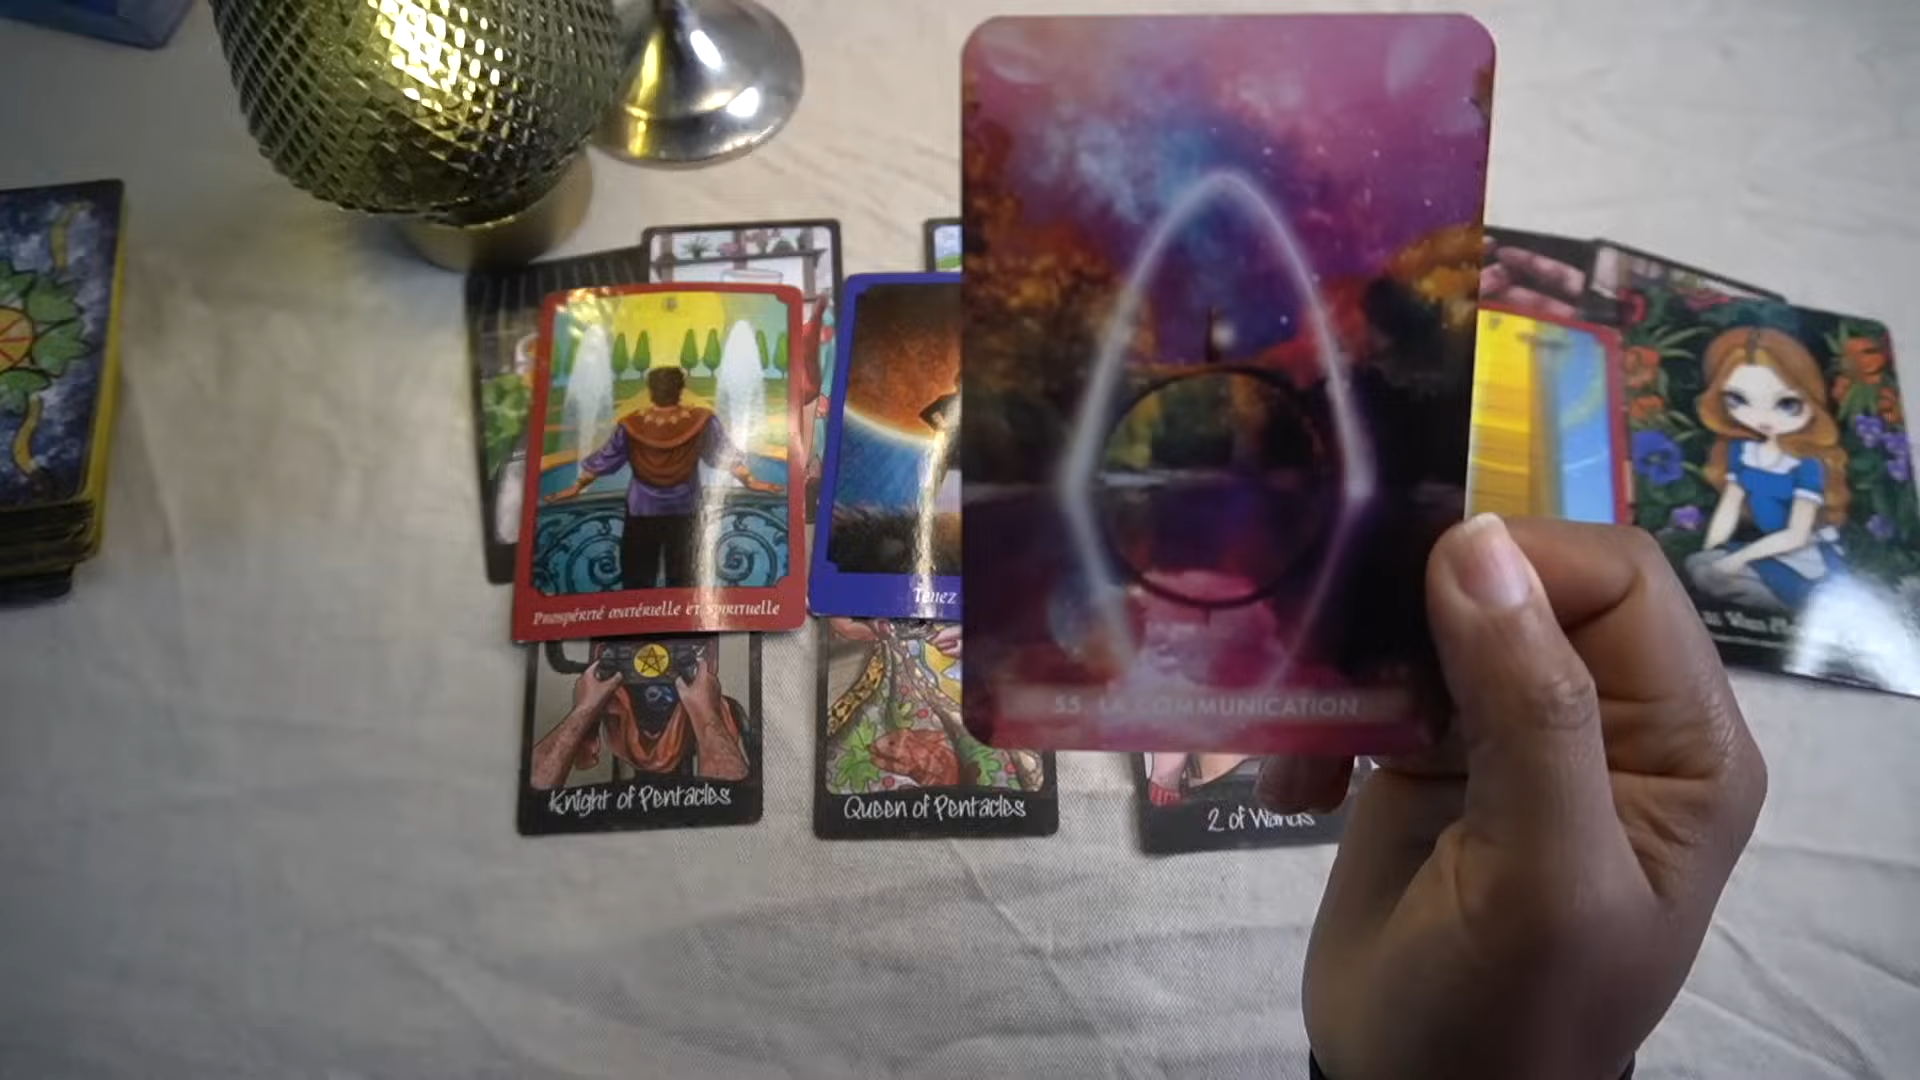 Prospérité matérielle et spirituelle
Tenez
55. LA COMMUNICATION
Knight of Pentacles
Queen of Pentacles
2 of Wands